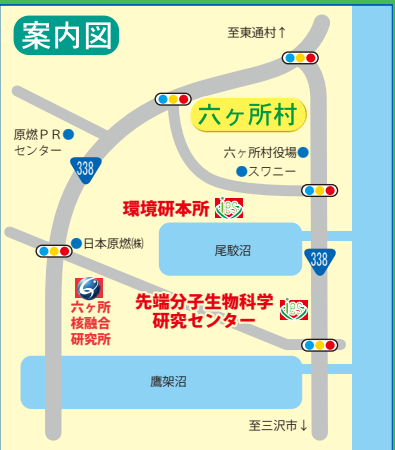 案内図
至東通村↑
六ヶ所村
原燃PR
センター
338
六ヶ所村役場
スワニー
環境研本所
ies
尾駮沼
日本原燃㈱
338
六ヶ所
核融合
研究所
先端分子生物科学
研究センター
ies
鷹架沼
至三沢市↓